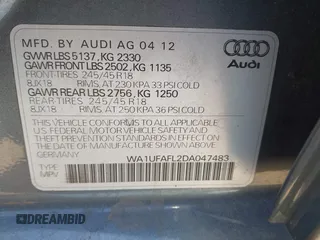 MFD. BY AUDI AG 04 12
GVWR LBS 5137, KG 2330
GAWR FRONT LBS 2502, KG 1135
FRONT TIRES 245/45 R18
8JX18 RIMS, AT 230 KPA 33 PSI COLD
GAWR REAR LBS 2756, KG 1250
REAR TIRES 245/45 R18
8JX18 RIMS, AT 250 KPA 36 PSI COLD
Audi
THIS VEHICLE CONFORMS TO ALL APPLICABLE
U.S. FEDERAL MOTOR VEHICLE SAFETY AND
THEFT PREVENTION STANDARDS IN EFFECT ON
THE DATE OF MANUFACTURE SHOWN ABOVE.
WA1UFAFL2DA047483
TYPE:
MPV
DREAMBID